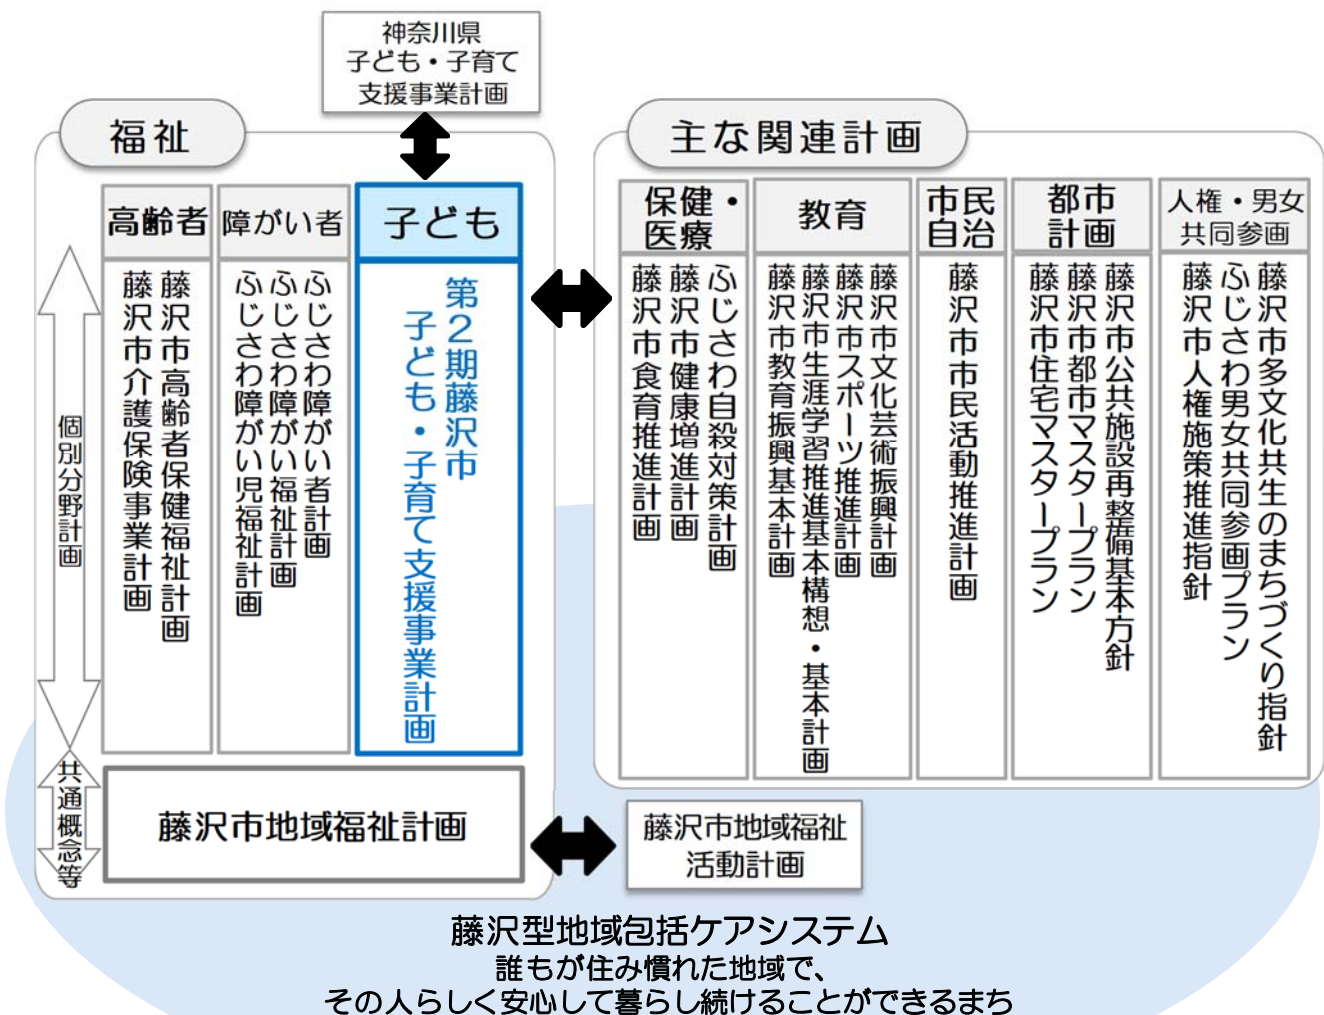 神奈川県
子ども・子育て
支援事業計画
福祉
主な関連計画
高齢者
障がい者
子ども
藤沢市高齢者保健福祉計画
藤沢市介護保険事業計画
ふじさわ障がい者計画
ふじさわ障がい福祉計画
ふじさわ障がい児福祉計画
第2期藤沢市
子ども・子育て支援事業計画
個別分野計画
共通概念等
藤沢市地域福祉計画
保健・
医療
教育
市民
自治
都市
計画
人権・男女
共同参画
ふじさわ自殺対策計画
藤沢市健康増進計画
藤沢市食育推進計画
藤沢市文化芸術振興計画
藤沢市スポーツ推進計画
藤沢市生涯学習推進基本構想・基本計画
藤沢市教育振興基本計画
藤沢市市民活動推進計画
藤沢市公共施設再整備基本方針
藤沢市都市マスタープラン
藤沢市住宅マスタープラン
藤沢市多文化共生のまちづくり指針
ふじさわ男女共同参画プラン
藤沢市人権施策推進指針
藤沢市地域福祉
活動計画
藤沢型地域包括ケアシステム
誰もが住み慣れた地域で、
その人らしく安心して暮らし続けることができるまち